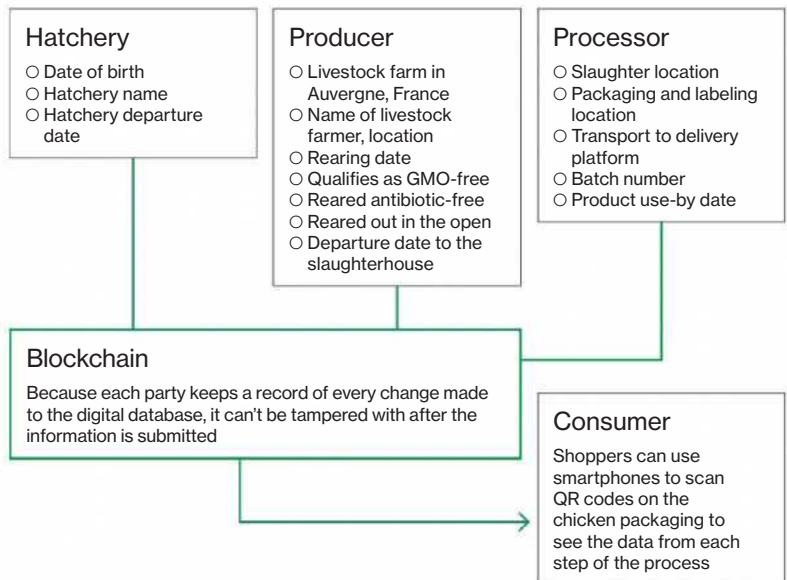 Hatchery
○ Date of birth
○ Hatchery name
○ Hatchery departure
date
Producer
○ Livestock farm in
Auvergne, France
○ Name of livestock
farmer, location
○ Rearing date
○ Qualifies as GMO-free
○ Reared antibiotic-free
○ Reared out in the open
○ Departure date to the
slaughterhouse
Processor
○ Slaughter location
○ Packaging and labeling
location
○ Transport to delivery
platform
○ Batch number
○ Product use-by date
Blockchain
Because each party keeps a record of every change made
to the digital database, it can't be tampered with after the
information is submitted
Consumer
Shoppers can use
smartphones to scan
QR codes on the
chicken packaging to
see the data from each
step of the process